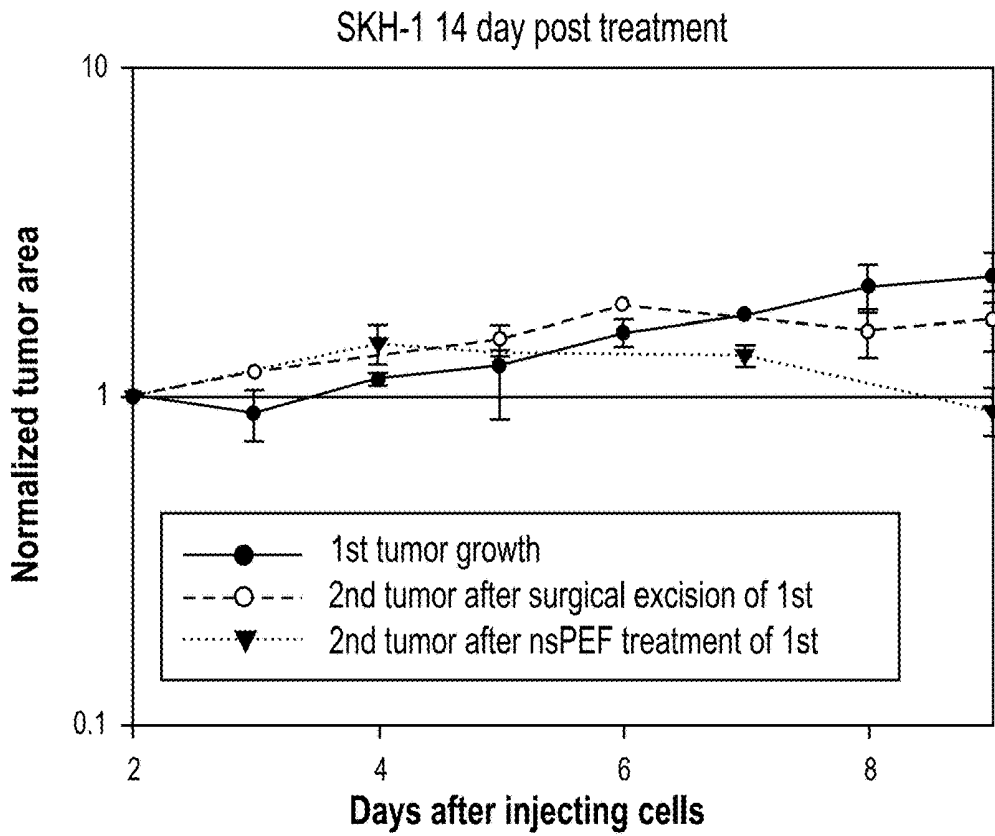 SKH-1 14 day post treatment
10
1
0.1
Normalized tumor area
1st tumor growth
2nd tumor after surgical excision of 1st
2nd tumor after nsPEF treatment of 1st
2 4 6 8
Days after injecting cells